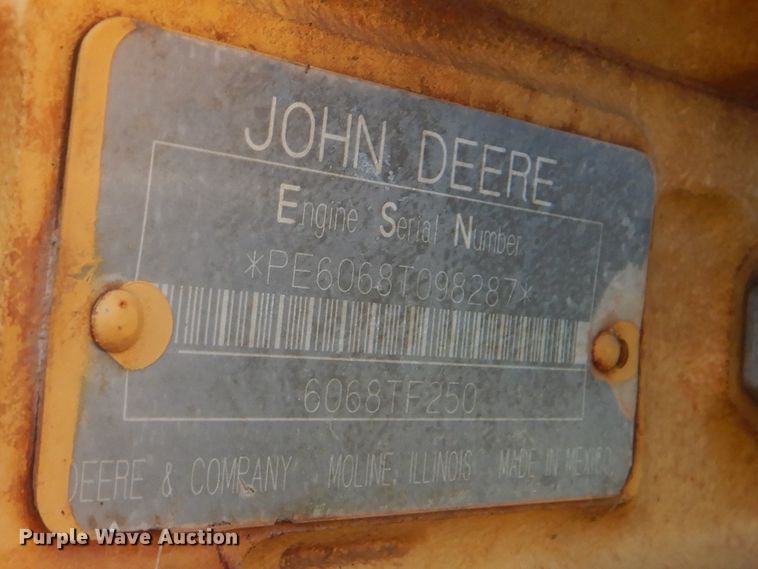 JOHN DEERE
Engine Serial Number
*PE6068T098287*
6068TF250
DEERE & COMPANY MOLINE, ILLINOIS MADE IN MEXICO
Purple Wave Auction